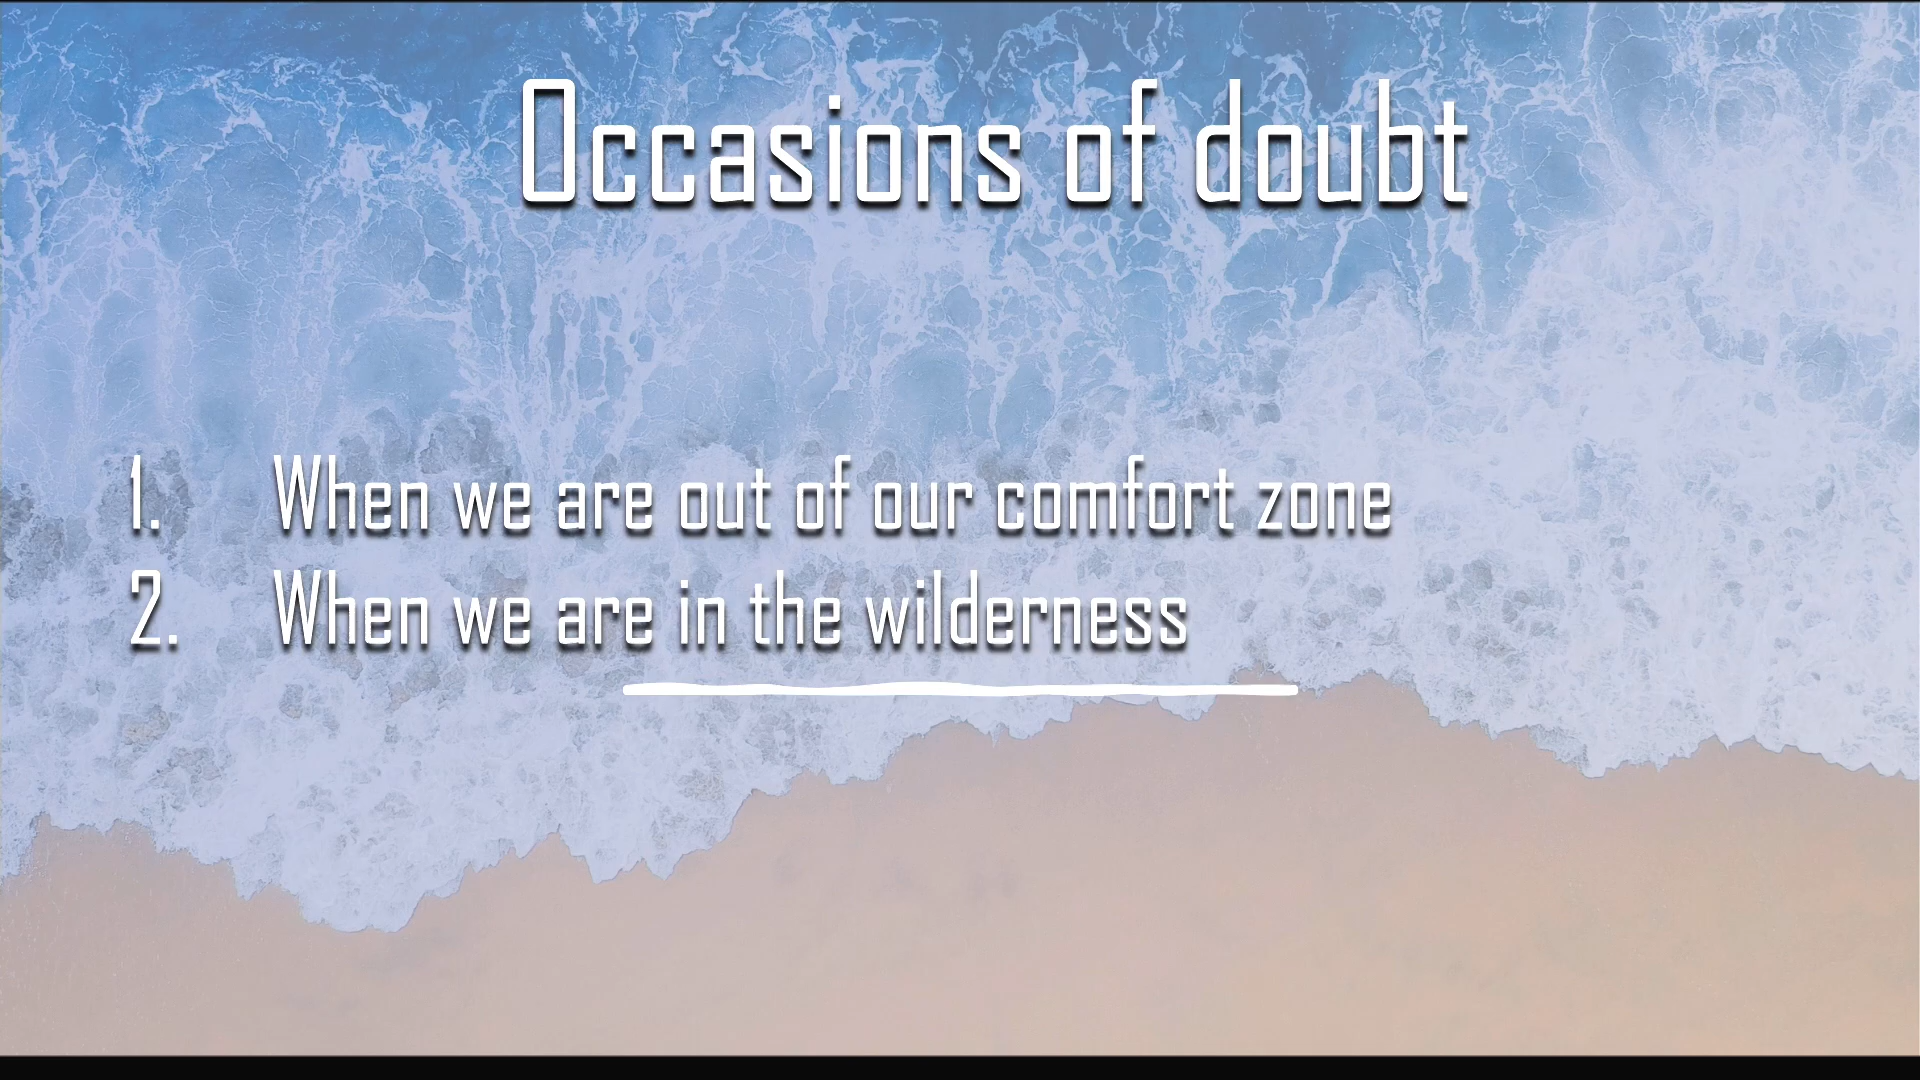 Occasions of doubt
1. When we are out of our comfort zone
2. When we are in the wilderness